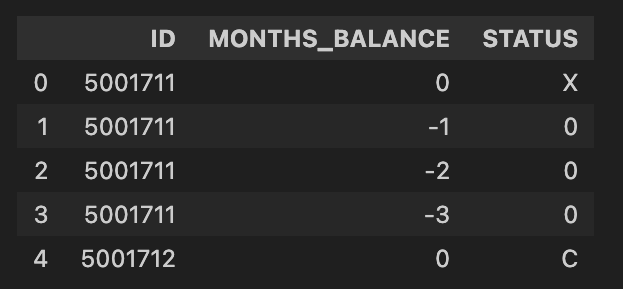 ID MONTHS_BALANCE STATUS
0 5001711 0 X
1 5001711 -1 0
2 5001711 -2 0
3 5001711 -3 0
4 5001712 0 C